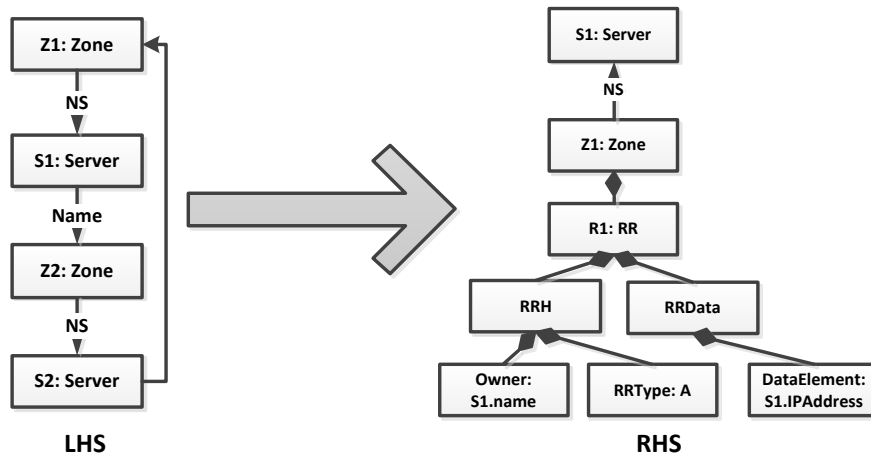 Z1: Zone
NS
S1: Server
Name
Z2: Zone
NS
S2: Server
LHS
S1: Server
NS
Z1: Zone
R1: RR
RRH
RRData
Owner:
S1.name
RRType: A
DataElement:
S1.IPAddress
RHS